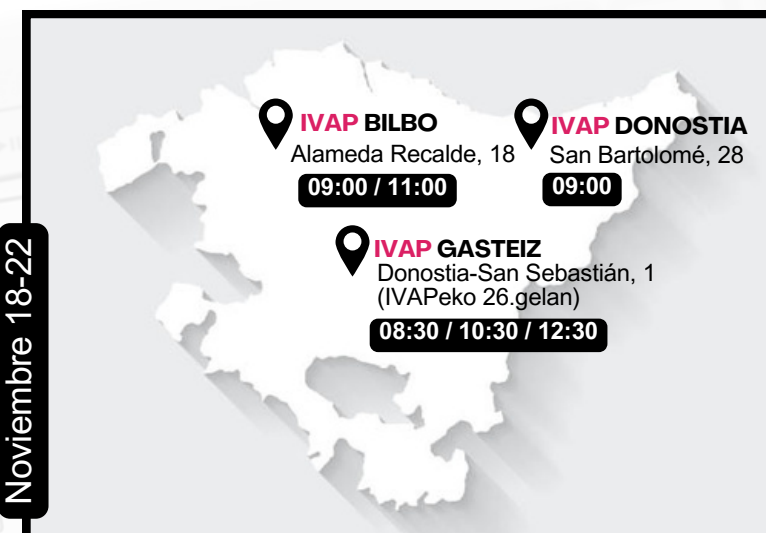 Noviembre 18-22
IVAP BILBO
Alameda Recalde, 18
09:00 / 11:00
IVAP DONOSTIA
San Bartolomé, 28
09:00
IVAP GASTEIZ
Donostia-San Sebastián, 1
(IVAPeko 26.gelan)
08:30 / 10:30 / 12:30